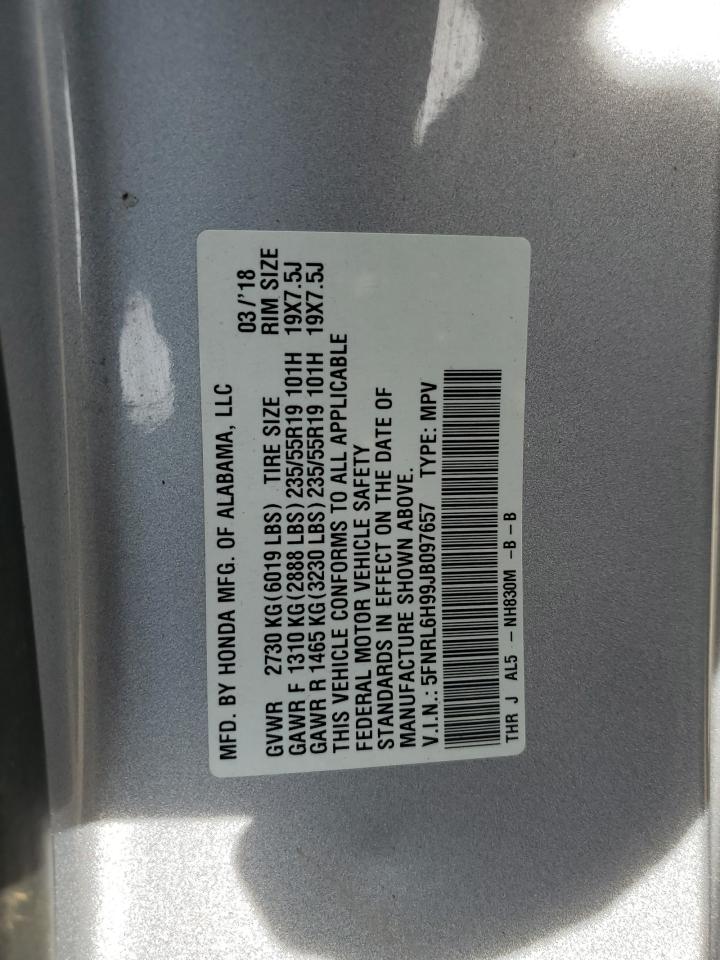 MFD. BY HONDA MFG. OF ALABAMA, LLC 03/'18
GVWR 2730 KG(6019 LBS) TIRE SIZE RIM SIZE
GAWR F 1310 KG(2888 LBS)235/55R19 101H 19X7.5J
GAWR R 1465 KG(3230 LBS)235/55R19 101H 19X7.5J
THIS VEHICLE CONFORMS TO ALL APPLICABLE
FEDERAL MOTOR VEHICLE SAFETY
STANDARDS IN EFFECT ON THE DATE OF
MANUFACTURE SHOWN ABOVE.
V.I.N.: 5FNRL6H99JB097657 TYPE: MPV
THR J AL5 - NH830M -B - B